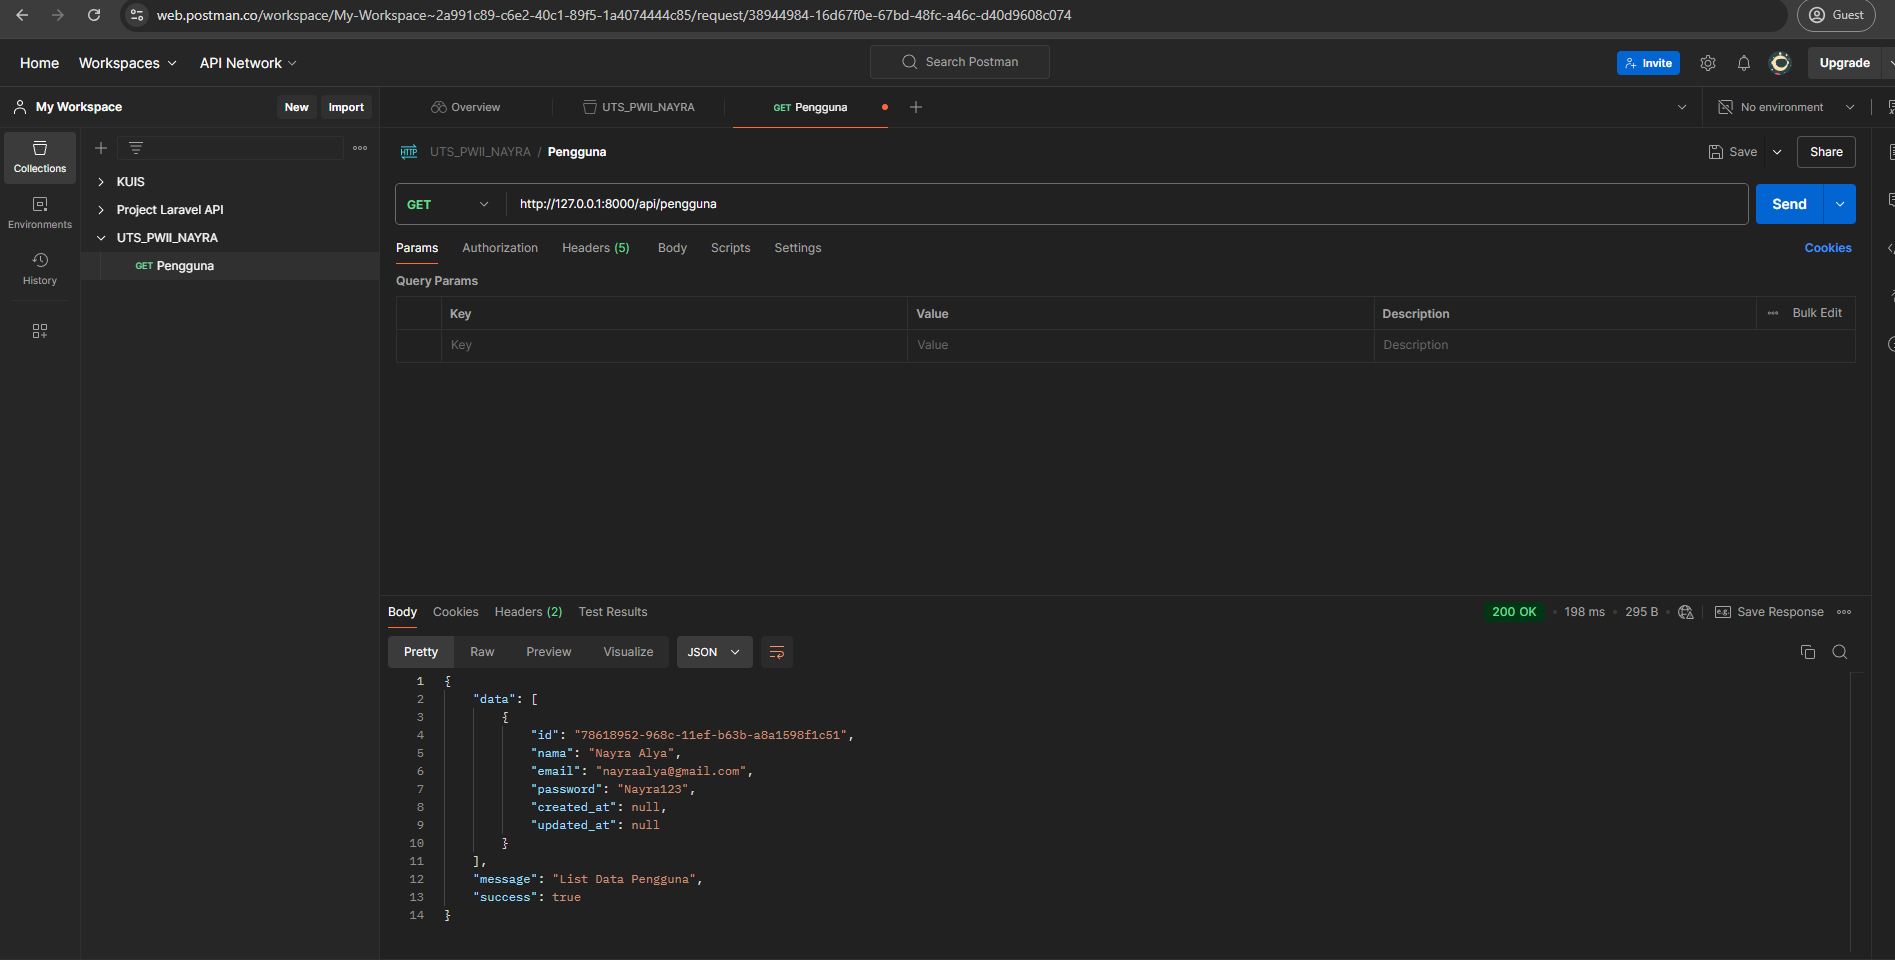 web.postman.co/workspace/My-Workspace~2a991c89-c6e2-40c1-89f5-1a4074444c85/request/38944984-16d67f0e-67bd-48fc-a46c-d40d9608c074
Guest
Home Workspaces API Network
Search Postman
Invite
Upgrade
My Workspace
New Import
Overview
UTS_PWII_NAYRA
GET Pengguna
No environment
Collections
Environments
History
KUIS
Project Laravel API
UTS_PWII_NAYRA
GET Pengguna
HTTP UTS_PWII_NAYRA / Pengguna
Save
Share
GET http://127.0.0.1:8000/api/pengguna
Send
Params Authorization Headers (5) Body Scripts Settings
Cookies
Query Params
Key Value Description
Bulk Edit
Key Value Description
Body Cookies Headers (2) Test Results
200 OK • 198 ms • 295 B
e.g. Save Response
Pretty Raw Preview Visualize JSON
1 {
2 "data": [
3 {
4 "id": "78618952-968c-11ef-b63b-a8a1598f1c51",
5 "nama": "Nayra Alya",
6 "email": "nayraalya@gmail.com",
7 "password": "Nayra123",
8 "created_at": null,
9 "updated_at": null
10 }
11 ],
12 "message": "List Data Pengguna",
13 "success": true
14 }